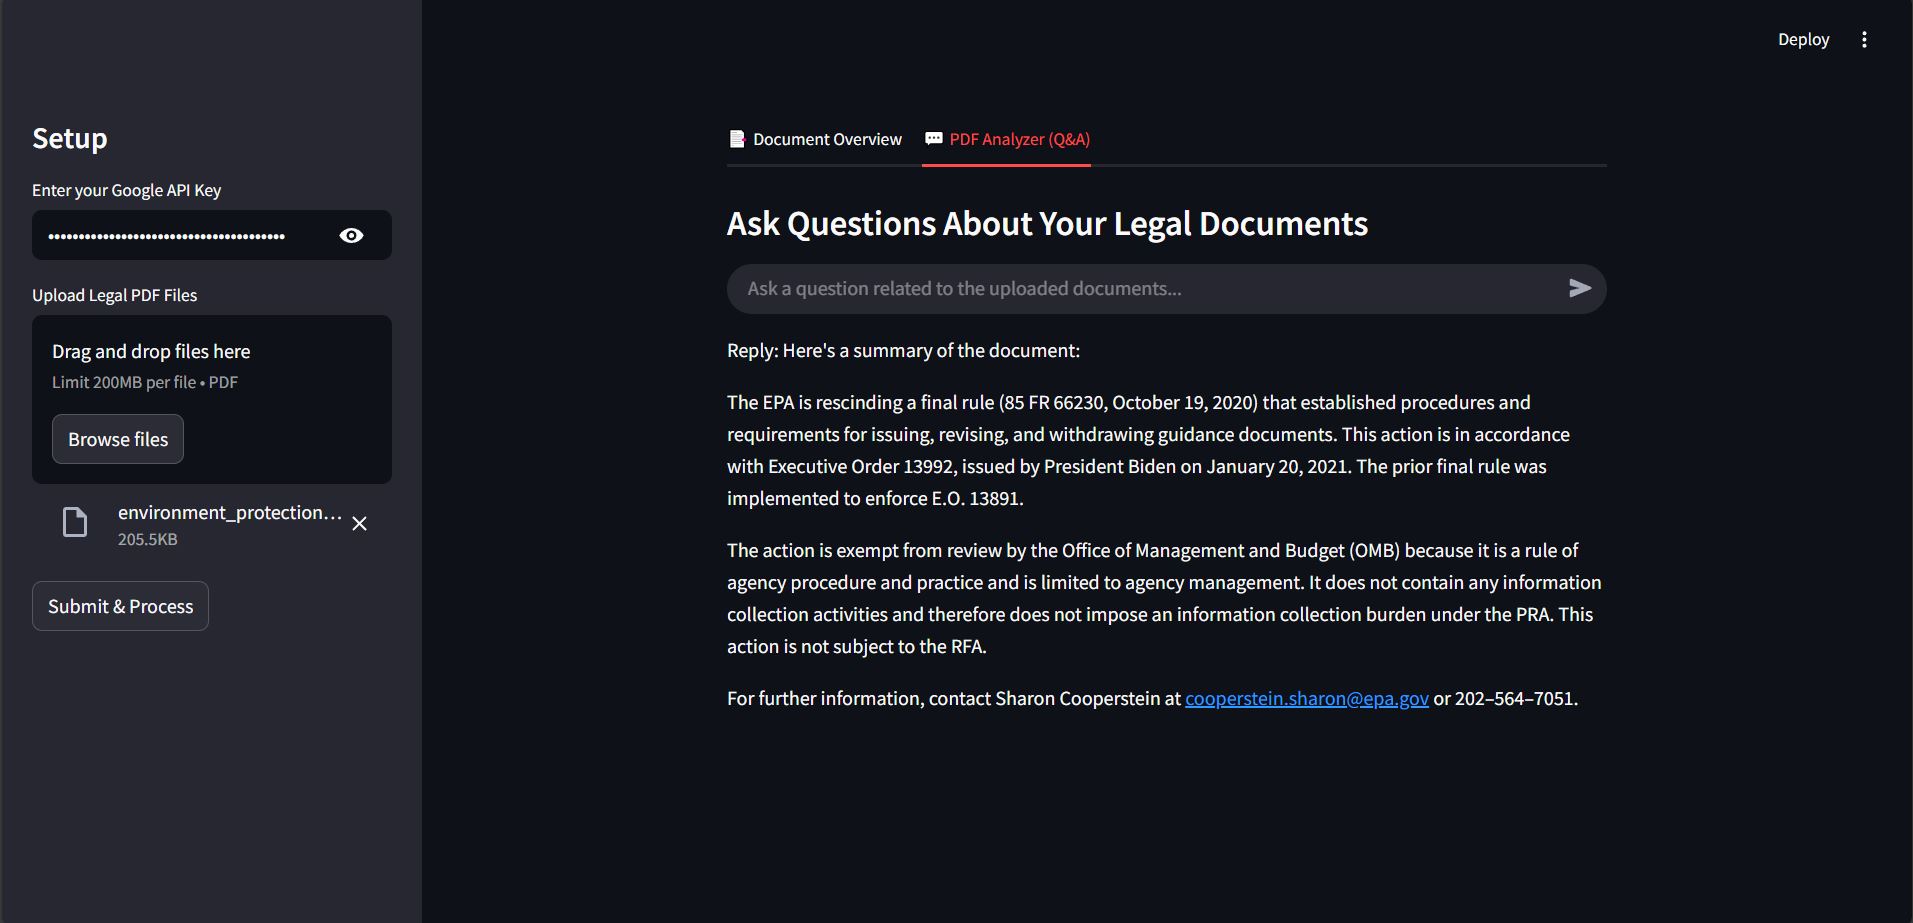 Deploy
Setup
Enter your Google API Key
••••••••••••••••••••••••••••••••••••••
Upload Legal PDF Files
Drag and drop files here
Limit 200MB per file • PDF
Browse files
environment_protection...
205.5KB
Submit & Process
Document Overview
PDF Analyzer (Q&A)
Ask Questions About Your Legal Documents
Ask a question related to the uploaded documents...
Reply: Here's a summary of the document:
The EPA is rescinding a final rule (85 FR 66230, October 19, 2020) that established procedures and
requirements for issuing, revising, and withdrawing guidance documents. This action is in accordance
with Executive Order 13992, issued by President Biden on January 20, 2021. The prior final rule was
implemented to enforce E.O. 13891.
The action is exempt from review by the Office of Management and Budget (OMB) because it is a rule of
agency procedure and practice and is limited to agency management. It does not contain any information
collection activities and therefore does not impose an information collection burden under the PRA. This
action is not subject to the RFA.
For further information, contact Sharon Cooperstein at cooperstein.sharon@epa.gov or 202–564–7051.